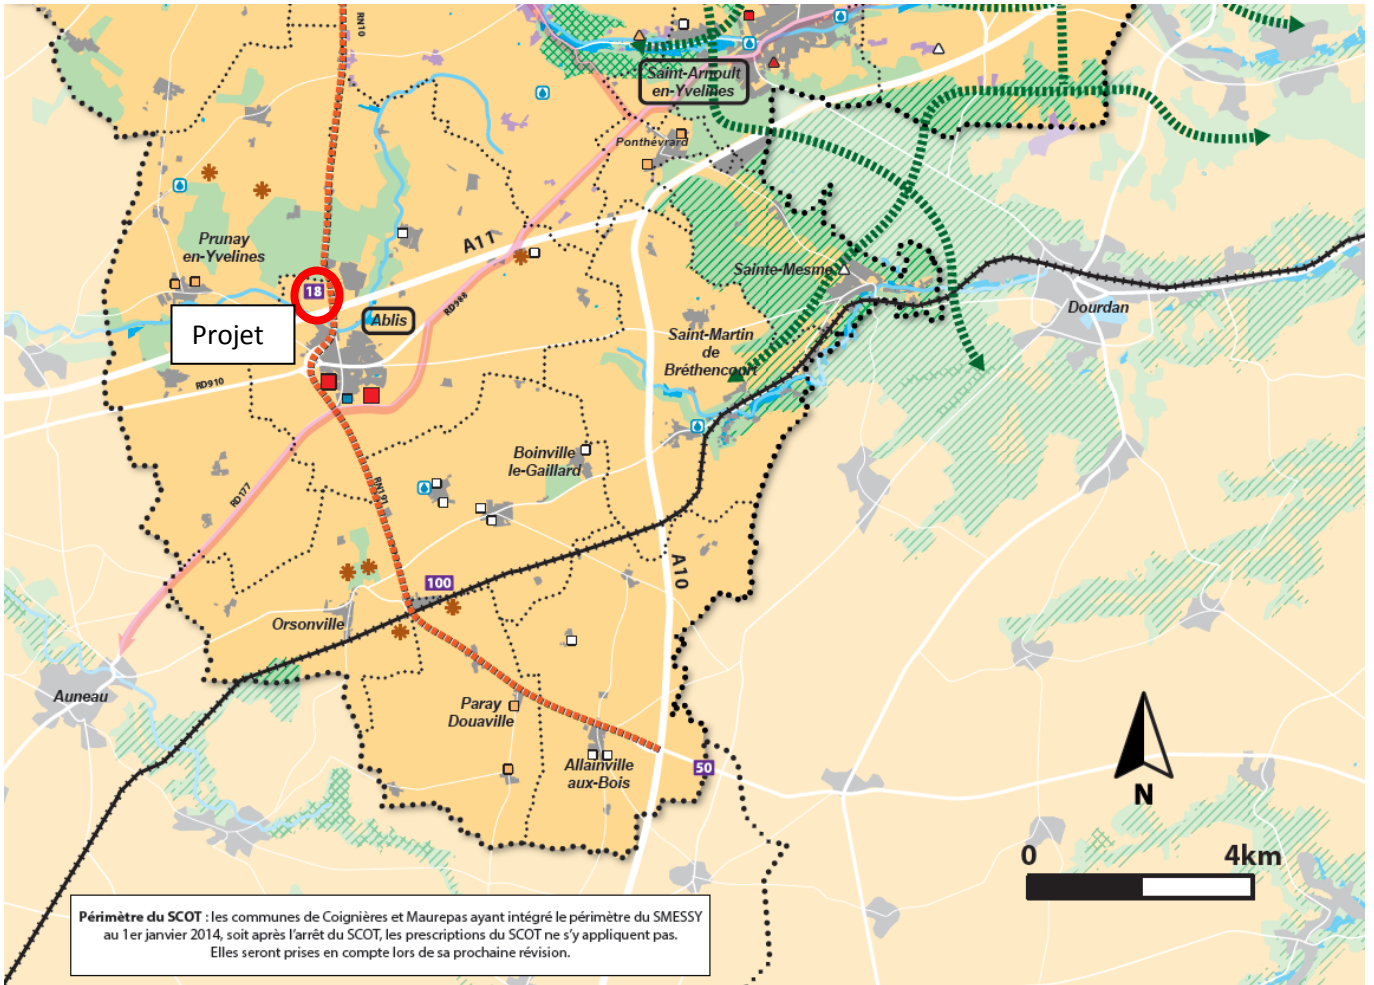 RN10
Saint-Arnoult
en-Yvelines
Ponthévrard
Prunay
en-Yvelines
A11
Sainte-Mesme
18
Dourdan
Projet
Ablis
RD988
Saint-Martin
de
Bréthencourt
RD910
Boinville
le-Gaillard
RD177
RN191
A10
100
Orsonville
Auneau
Paray
Douaville
Allainville
aux-Bois
50
N
0 4km
Périmètre du SCOT : les communes de Coignières et Maurepas ayant intégré le périmètre du SMESSY
au 1er janvier 2014, soit après l'arrêt du SCOT, les prescriptions du SCOT ne s'y appliquent pas.
Elles seront prises en compte lors de sa prochaine révision.